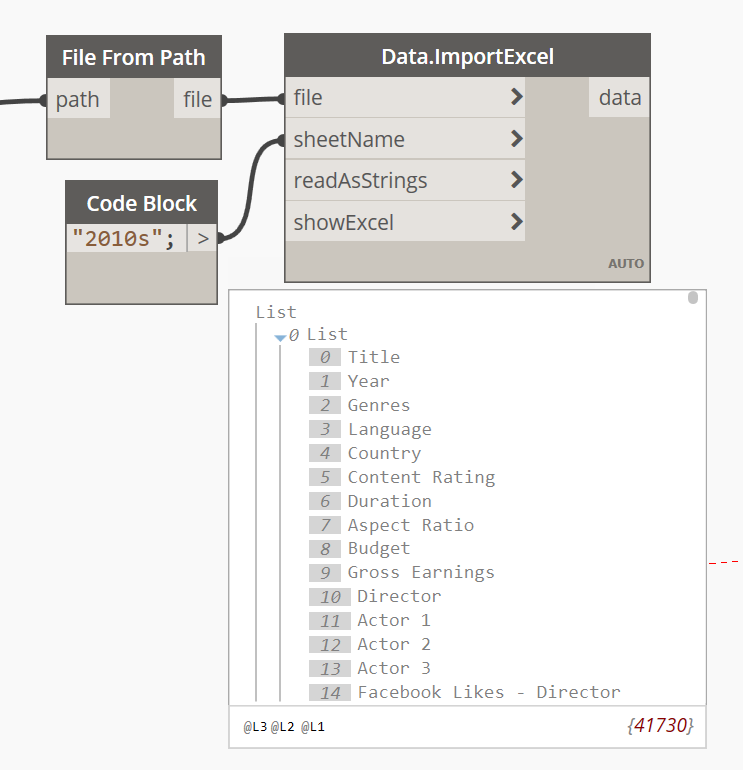 File From Path
path file
Data.ImportExcel
file > data
sheetName >
readAsStrings >
showExcel >
AUTO
Code Block
"2010s"; >
List
0 List
0 Title
1 Year
2 Genres
3 Language
4 Country
5 Content Rating
6 Duration
7 Aspect Ratio
8 Budget
9 Gross Earnings
10 Director
11 Actor 1
12 Actor 2
13 Actor 3
14 Facebook Likes - Director
@L3 @L2 @L1 {41730}